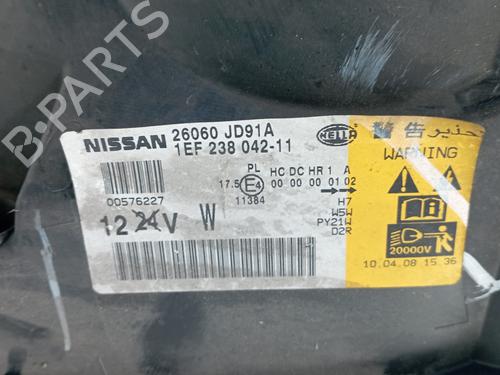 NISSAN 26060 JD91A
1EF 238 042-11
HELLA
警告 تحذير
WARNING
PL HC DC HR 1 A
17.5 E4 00 00 00 01 02
11384
00576227
12 24V W
H7
W5W
PY21W
D2R
20000V
10.04.08 15 36
B-PARTS